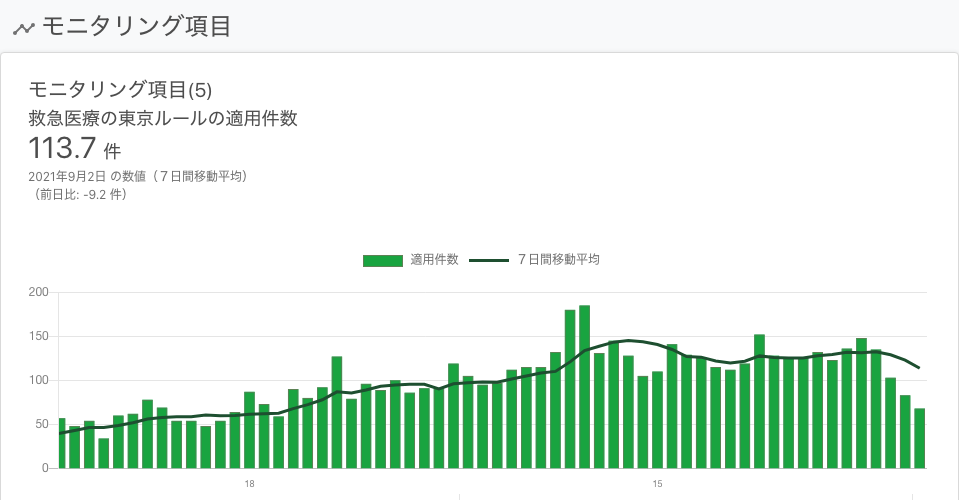 モニタリング項目
モニタリング項目(5)
救急医療の東京ルールの適用件数
113.7 件
2021年9月2日 の数値（７日間移動平均）
（前日比: -9.2 件）
適用件数 ７日間移動平均
200
150
100
50
0
18 15